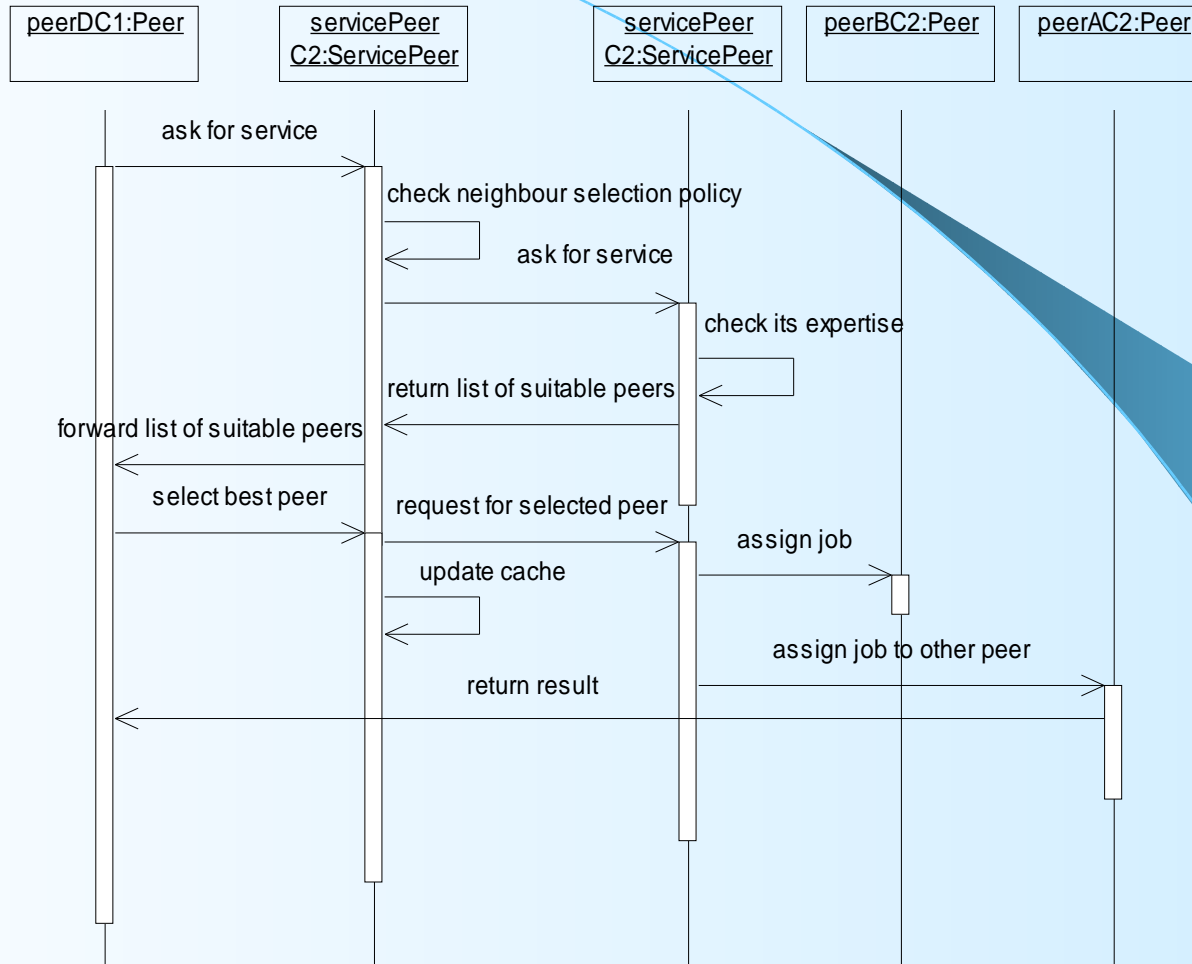 peerDC1:Peer
servicePeer
C2:ServicePeer
servicePeer
C2:ServicePeer
peerBC2:Peer
peerAC2:Peer
ask for service
check neighbour selection policy
ask for service
check its expertise
return list of suitable peers
forward list of suitable peers
select best peer
request for selected peer
assign job
update cache
assign job to other peer
return result